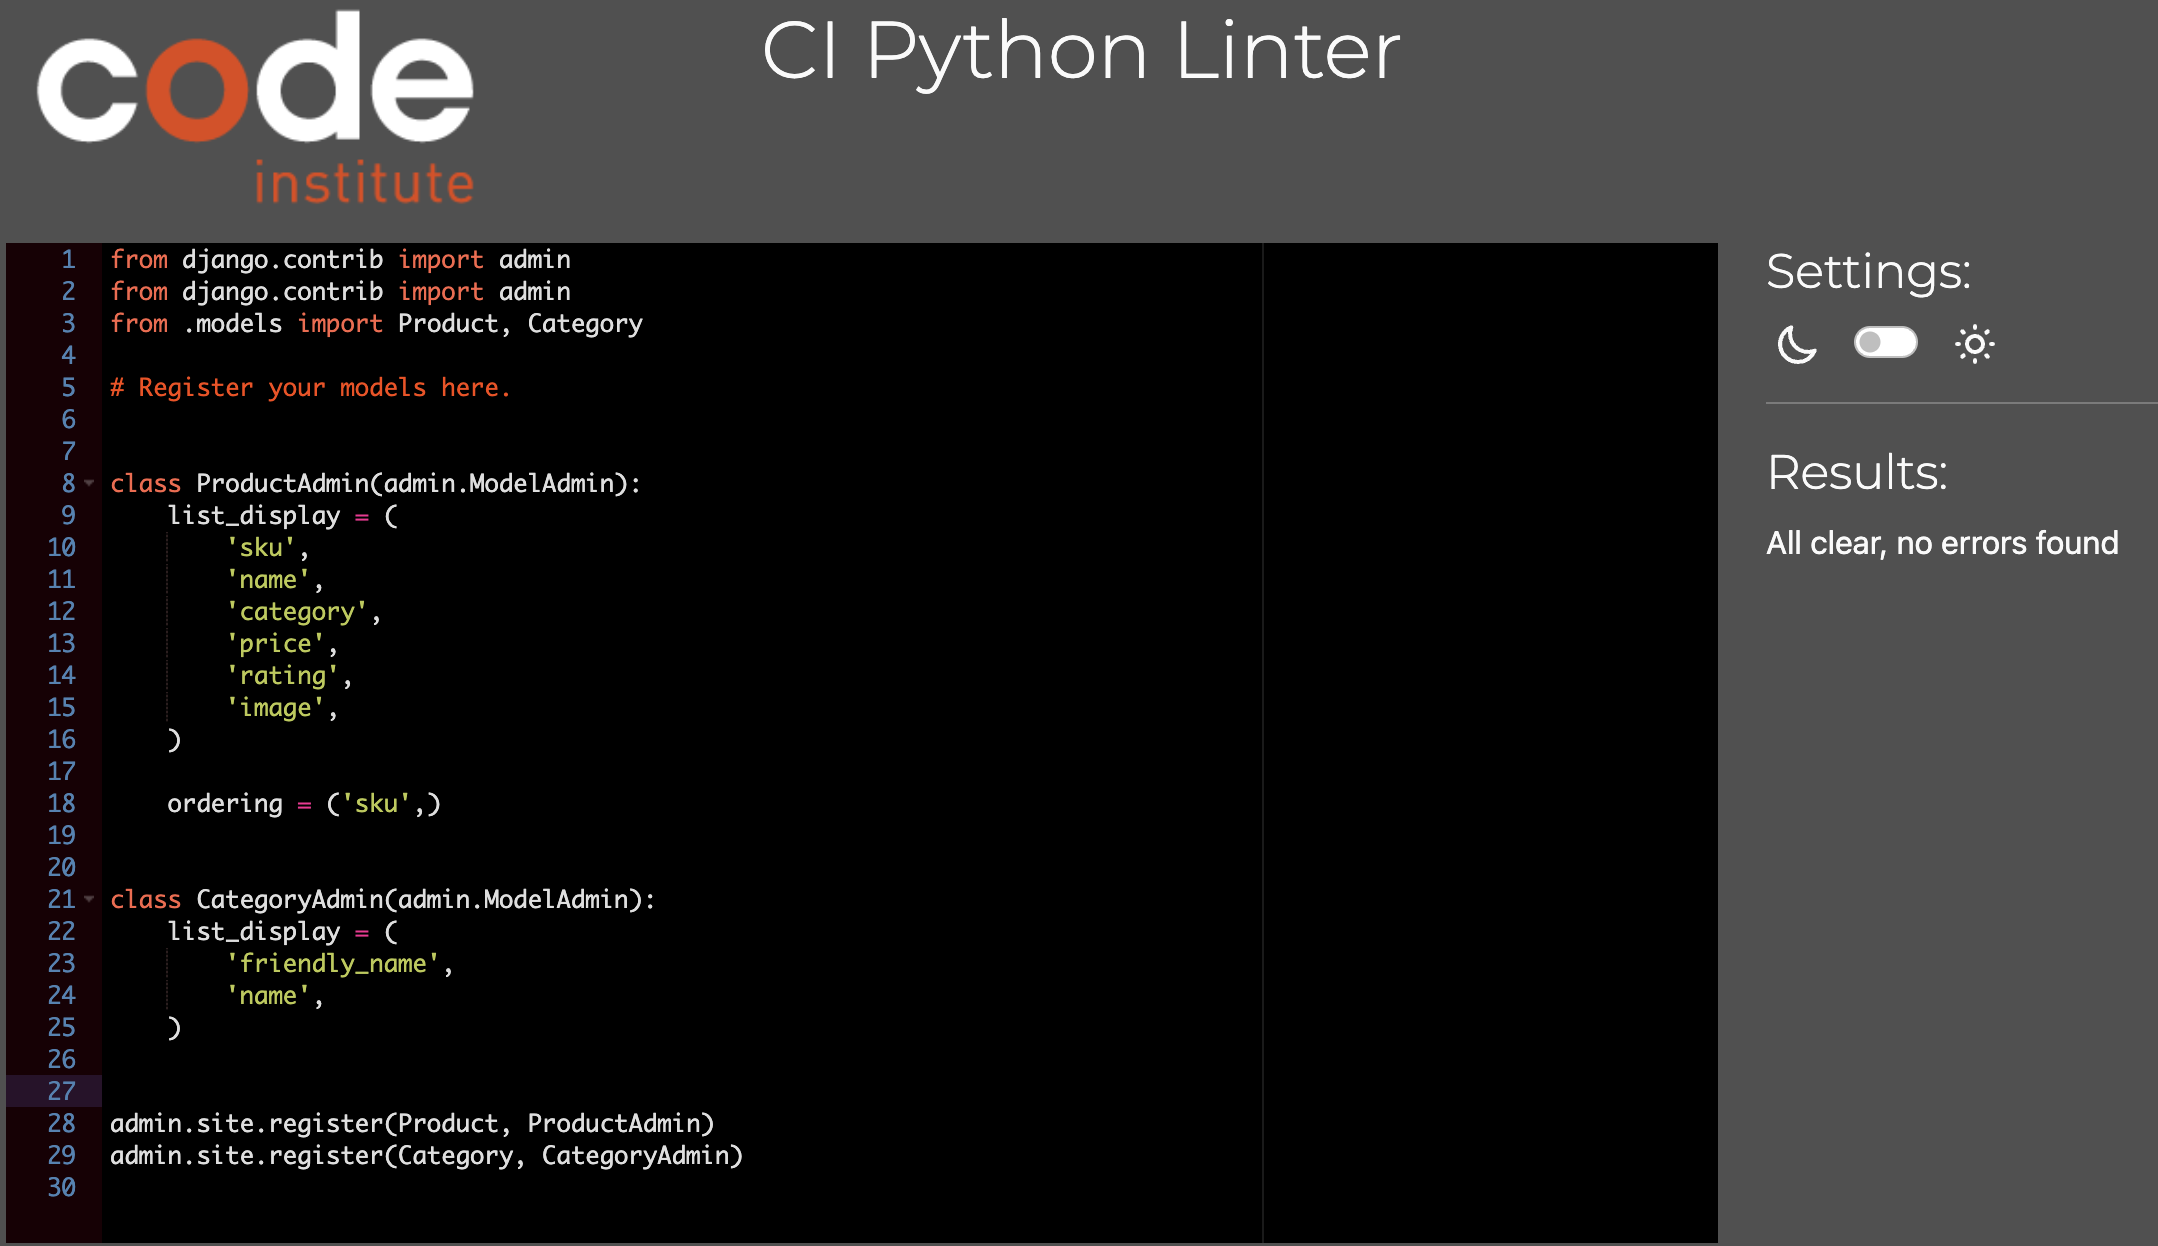 code
institute
CI Python Linter
1 from django.contrib import admin
2 from django.contrib import admin
3 from .models import Product, Category
4
5 # Register your models here.
6
7
8 class ProductAdmin(admin.ModelAdmin):
9     list_display = (
10         'sku',
11         'name',
12         'category',
13         'price',
14         'rating',
15         'image',
16     )
17
18     ordering = ('sku',)
19
20
21 class CategoryAdmin(admin.ModelAdmin):
22     list_display = (
23         'friendly_name',
24         'name',
25     )
26
27
28 admin.site.register(Product, ProductAdmin)
29 admin.site.register(Category, CategoryAdmin)
30
Settings:
Results:
All clear, no errors found